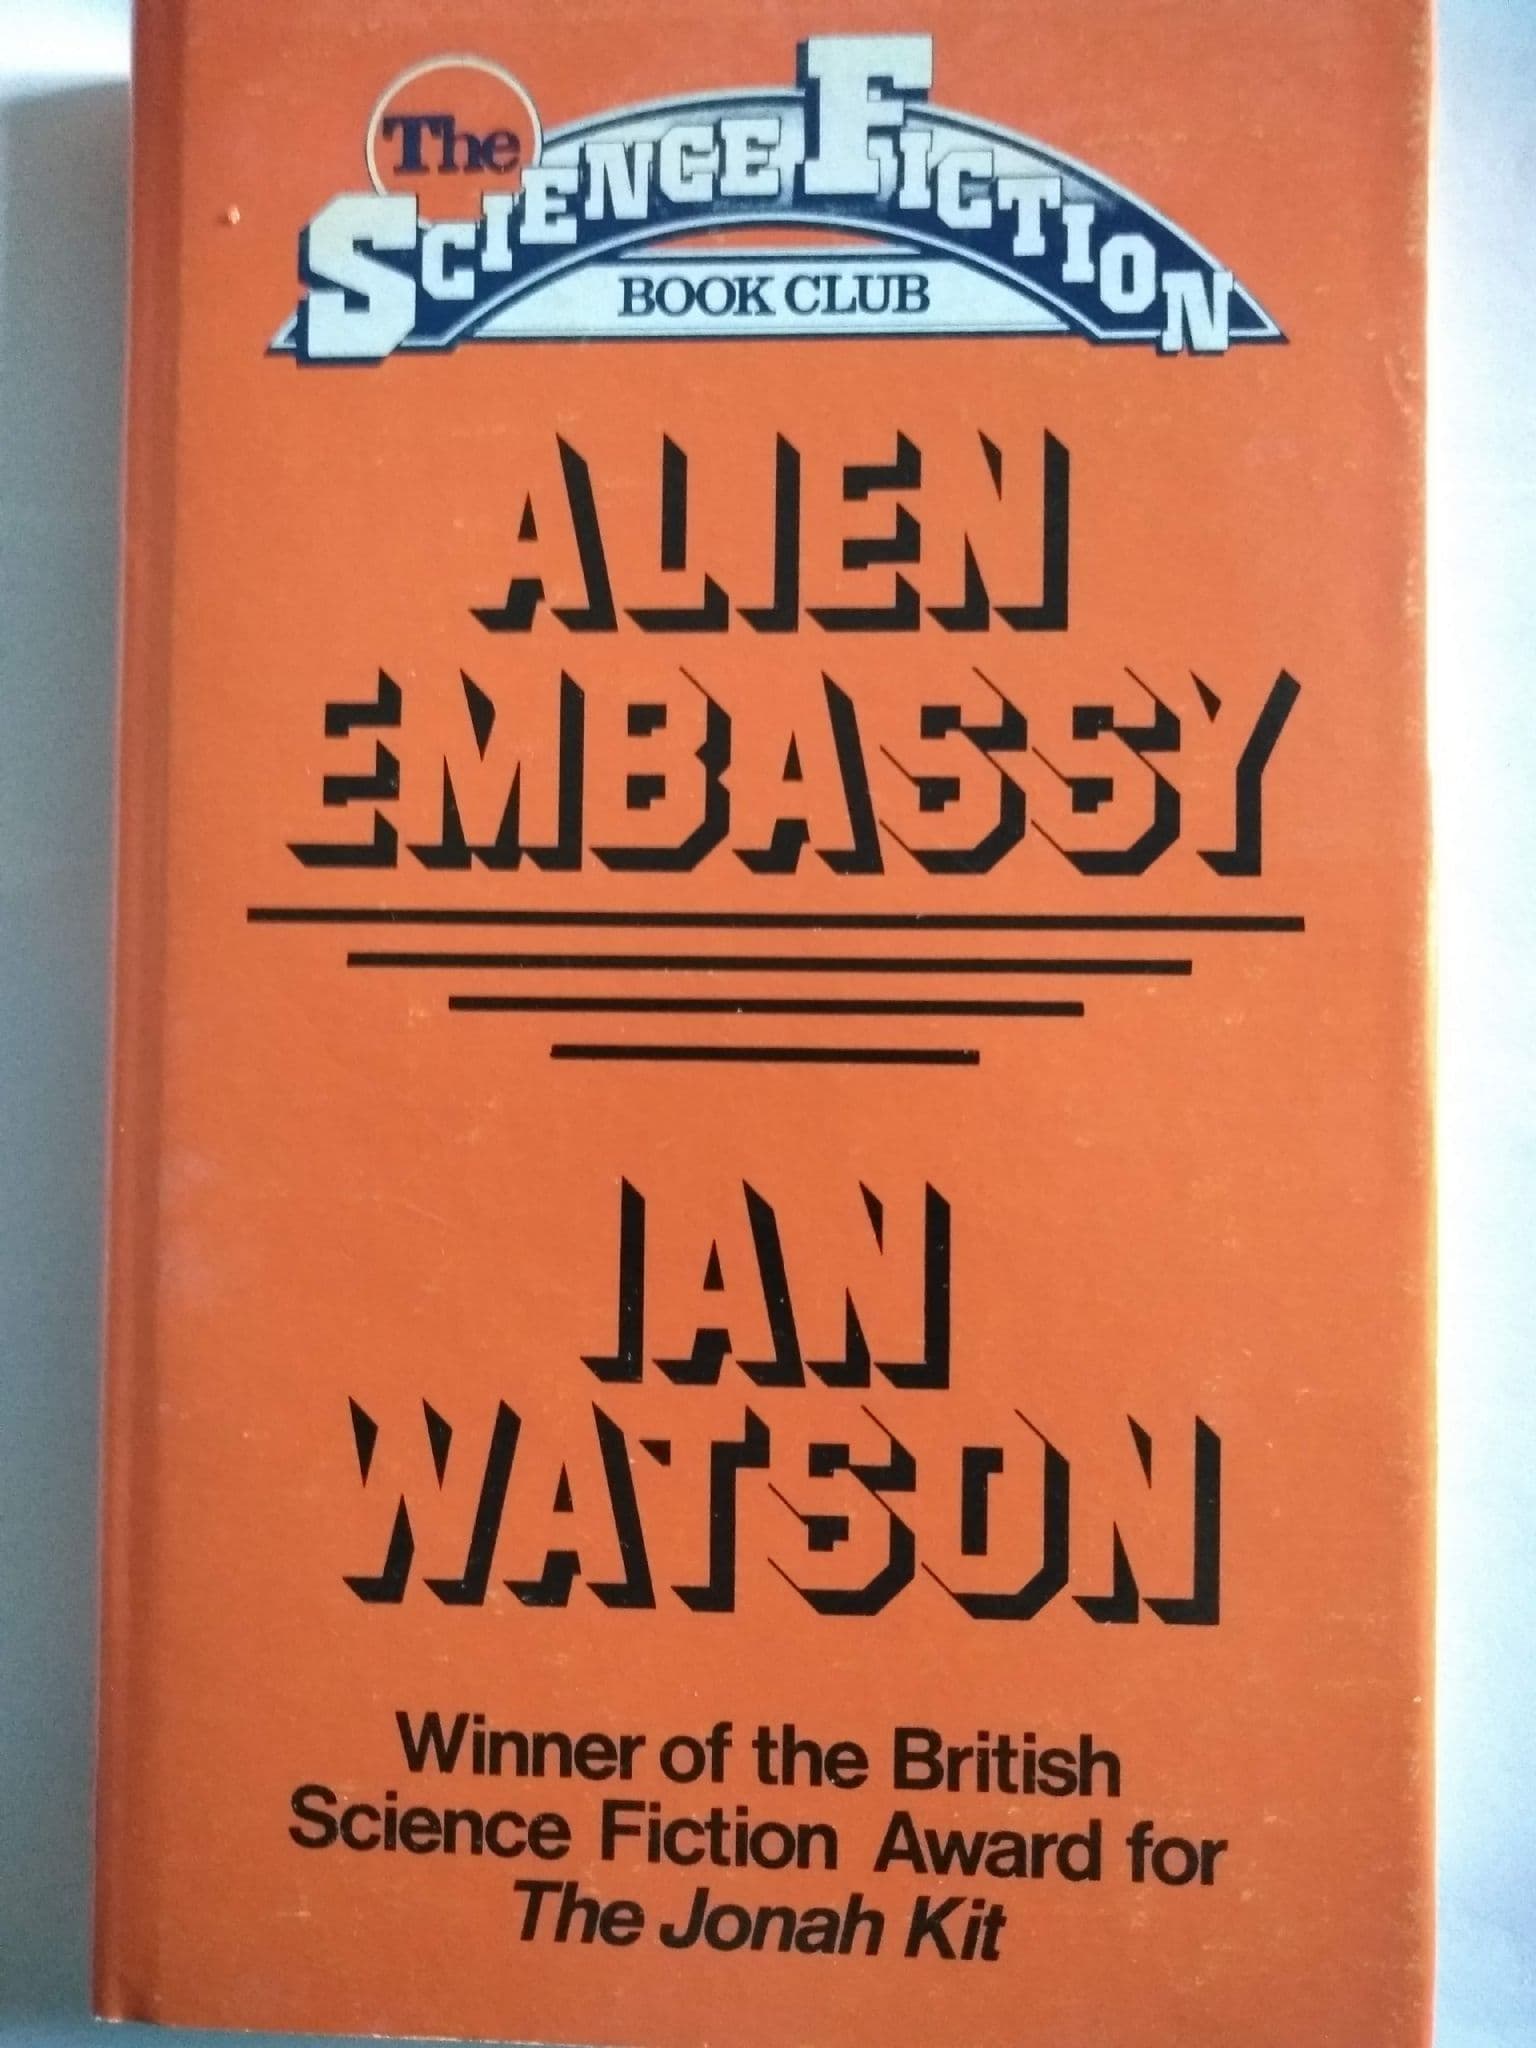 The
SCIENCE FICTION
BOOK CLUB
ALIEN
EMBASSY
IAN
WATSON
Winner of the British
Science Fiction Award for
The Jonah Kit